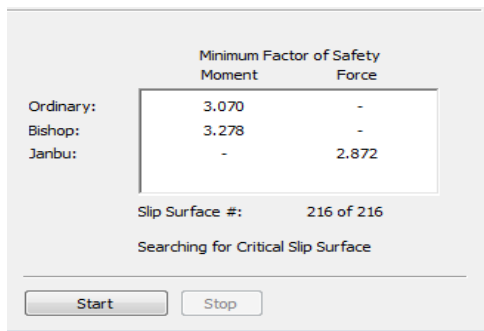 Minimum Factor of Safety
Moment Force
Ordinary: 3.070 -
Bishop: 3.278 -
Janbu: - 2.872
Slip Surface #: 216 of 216
Searching for Critical Slip Surface
Start Stop